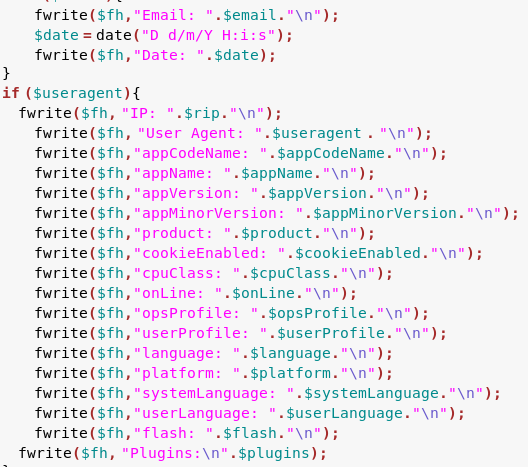 fwrite($fh,"Email: ".$email."\n");
$date=date("D d/m/Y H:i:s");
fwrite($fh,"Date: ".$date);
}
if ($useragent){
fwrite($fh, "IP: ".$rip."\n");
fwrite($fh,"User Agent: ".$useragent . "\n");
fwrite($fh,"appCodeName: ".$appCodeName."\n");
fwrite($fh,"appName: ".$appName."\n");
fwrite($fh,"appVersion: ".$appVersion."\n");
fwrite($fh,"appMinorVersion: ".$appMinorVersion."\n");
fwrite($fh,"product: ".$product."\n");
fwrite($fh,"cookieEnabled: ".$cookieEnabled."\n");
fwrite($fh,"cpuClass: ".$cpuClass."\n");
fwrite($fh,"onLine: ".$onLine."\n");
fwrite($fh,"opsProfile: ".$opsProfile."\n");
fwrite($fh,"userProfile: ".$userProfile."\n");
fwrite($fh,"language: ".$language."\n");
fwrite($fh,"platform: ".$platform."\n");
fwrite($fh,"systemLanguage: ".$systemLanguage."\n");
fwrite($fh,"userLanguage: ".$userLanguage."\n");
fwrite($fh,"flash: ".$flash."\n");
fwrite($fh, "Plugins:\n".$plugins);